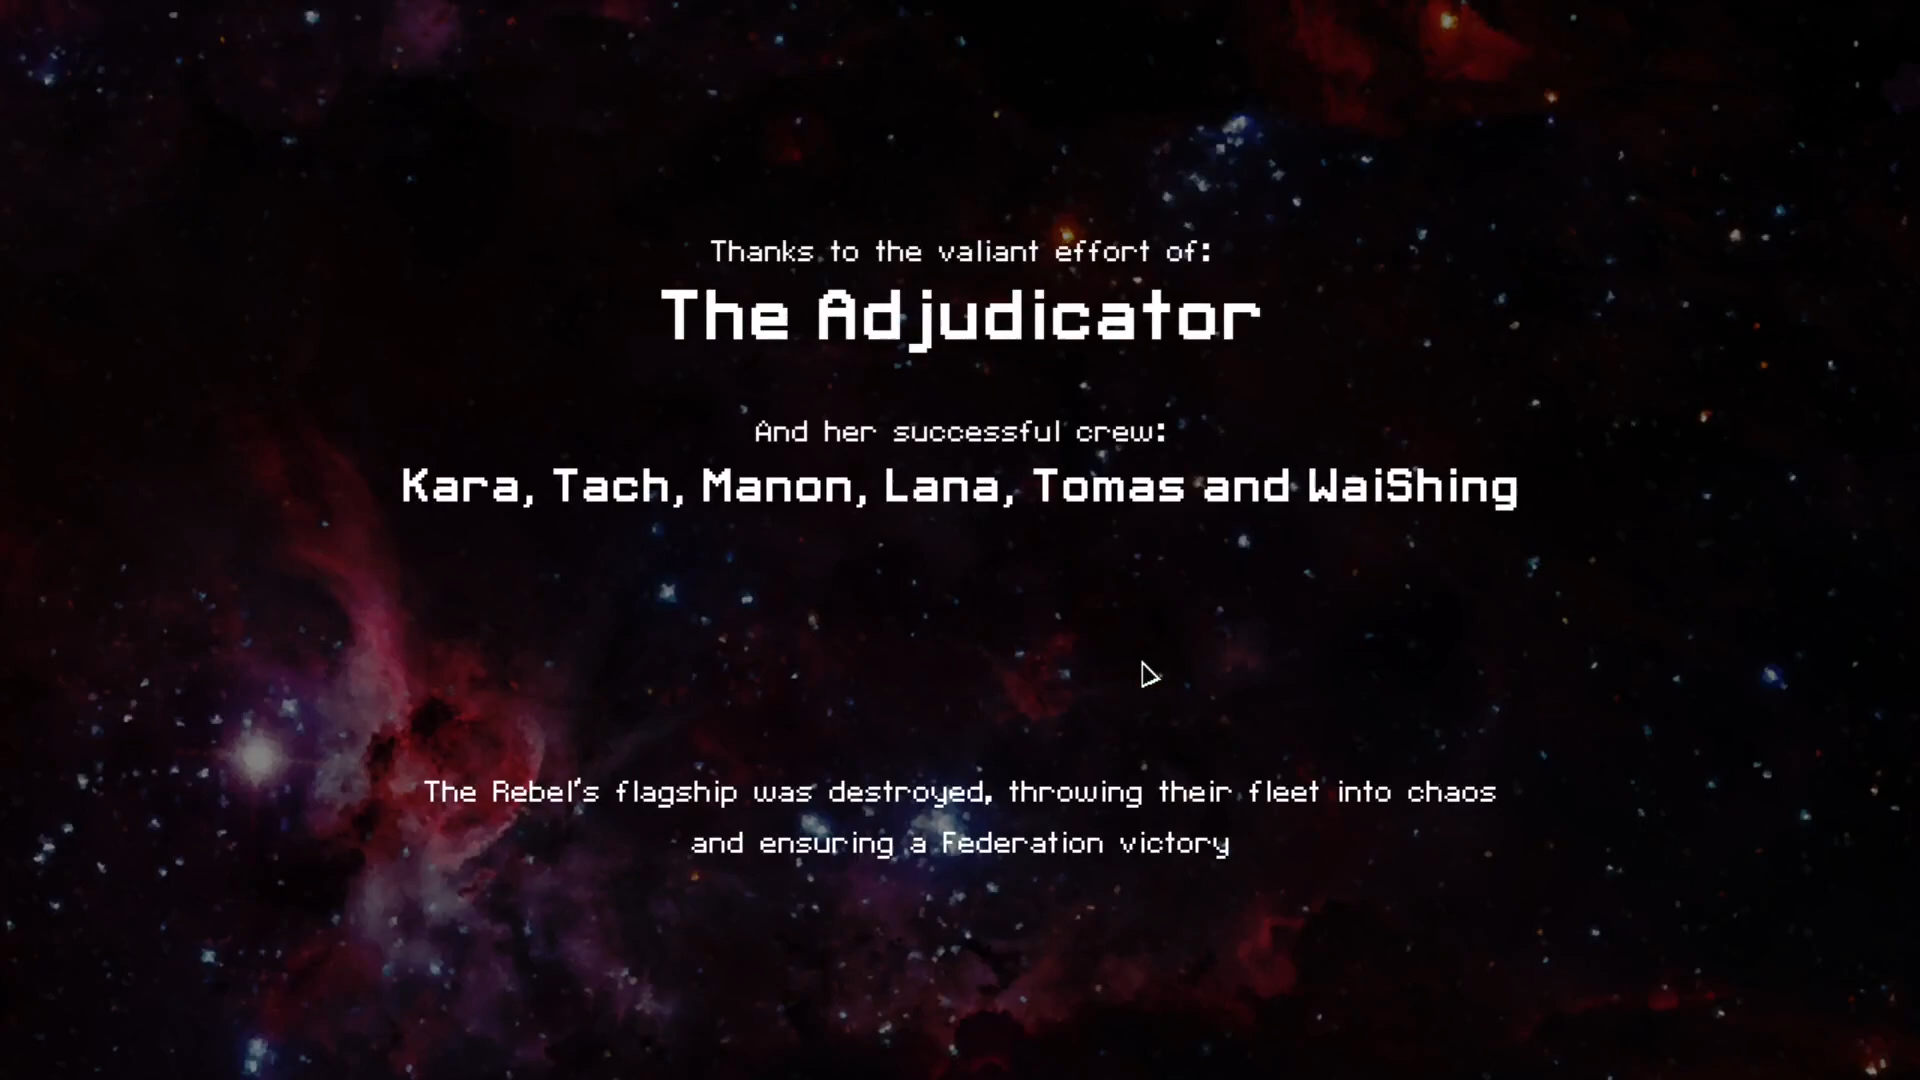 Thanks to the valiant effort of:
The Adjudicator
And her successful crew:
Kara, Tach, Manon, Lana, Tomas and WaiShing
The Rebel's flagship was destroyed, throwing their fleet into chaos
and ensuring a Federation victory